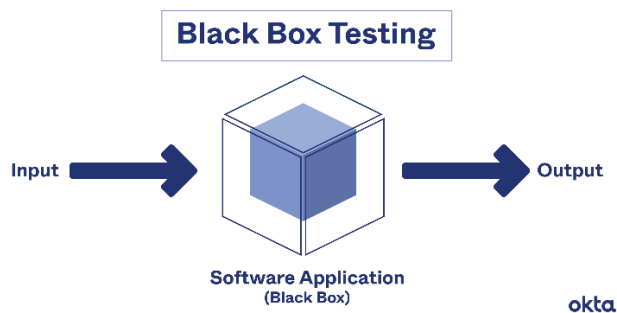 Black Box Testing
Input
Output
Software Application
(Black Box)
okta